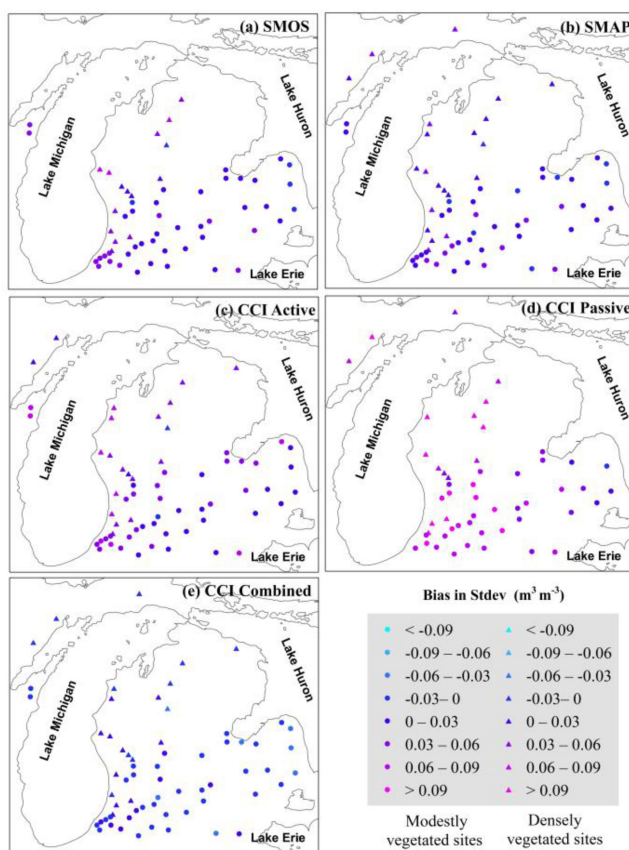 (a) SMOS
Lake Michigan
Lake Huron
Lake Erie
(b) SMAP
Lake Michigan
Lake Huron
Lake Erie
(c) CCI Active
Lake Michigan
Lake Huron
Lake Erie
(d) CCI Passive
Lake Michigan
Lake Huron
Lake Erie
(e) CCI Combined
Lake Michigan
Lake Huron
Lake Erie
Bias in Stdev (m³ m⁻³)
< -0.09 < -0.09
-0.09 – -0.06 -0.09 – -0.06
-0.06 – -0.03 -0.06 – -0.03
-0.03– 0 -0.03– 0
0 – 0.03 0 – 0.03
0.03 – 0.06 0.03 – 0.06
0.06 – 0.09 0.06 – 0.09
> 0.09 > 0.09
Modestly Densely
vegetated sites vegetated sites